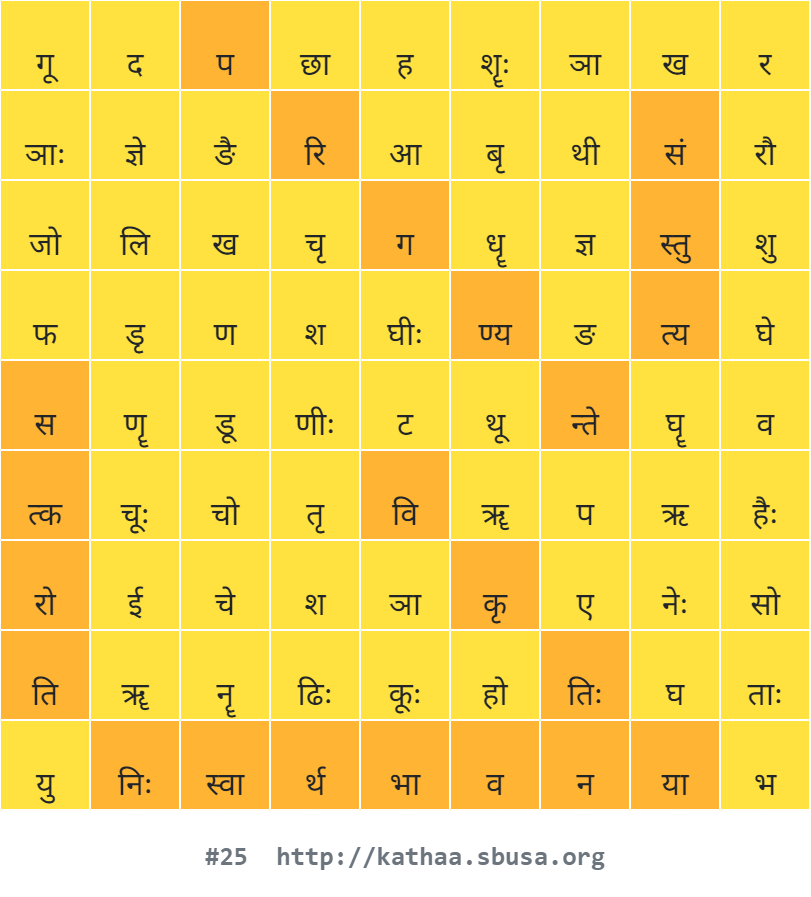 गू द प छा ह शॄः ञा ख र
ञाः ज्ञे ङै रि आ बृ थी सं रौ
जो लि ख चृ ग धॄ ज्ञ स्तु शु
फ डृ ण श घीः ण्य ङ त्य घे
स णॄ डू णीः ट थू न्ते घॄ व
त्क चूः चो तृ वि ॠ प ऋ हैः
रो ई चे श ञा कृ ए नेः सो
ति ॠ नॄ ढिः कूः हो तिः घ ताः
यु निः स्वा र्थ भा व न या भ
#25 http://kathaa.sbusa.org